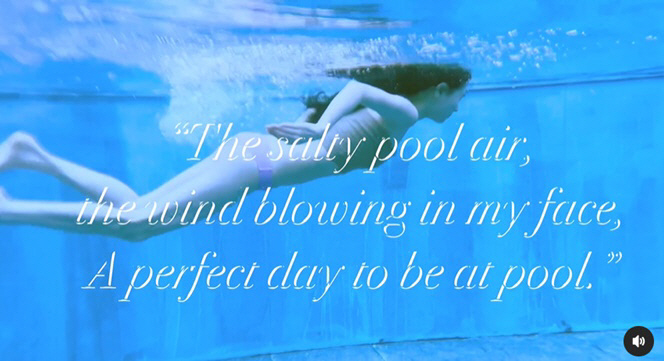 “The salty pool air,
the wind blowing in my face,
A perfect day to be at pool.”